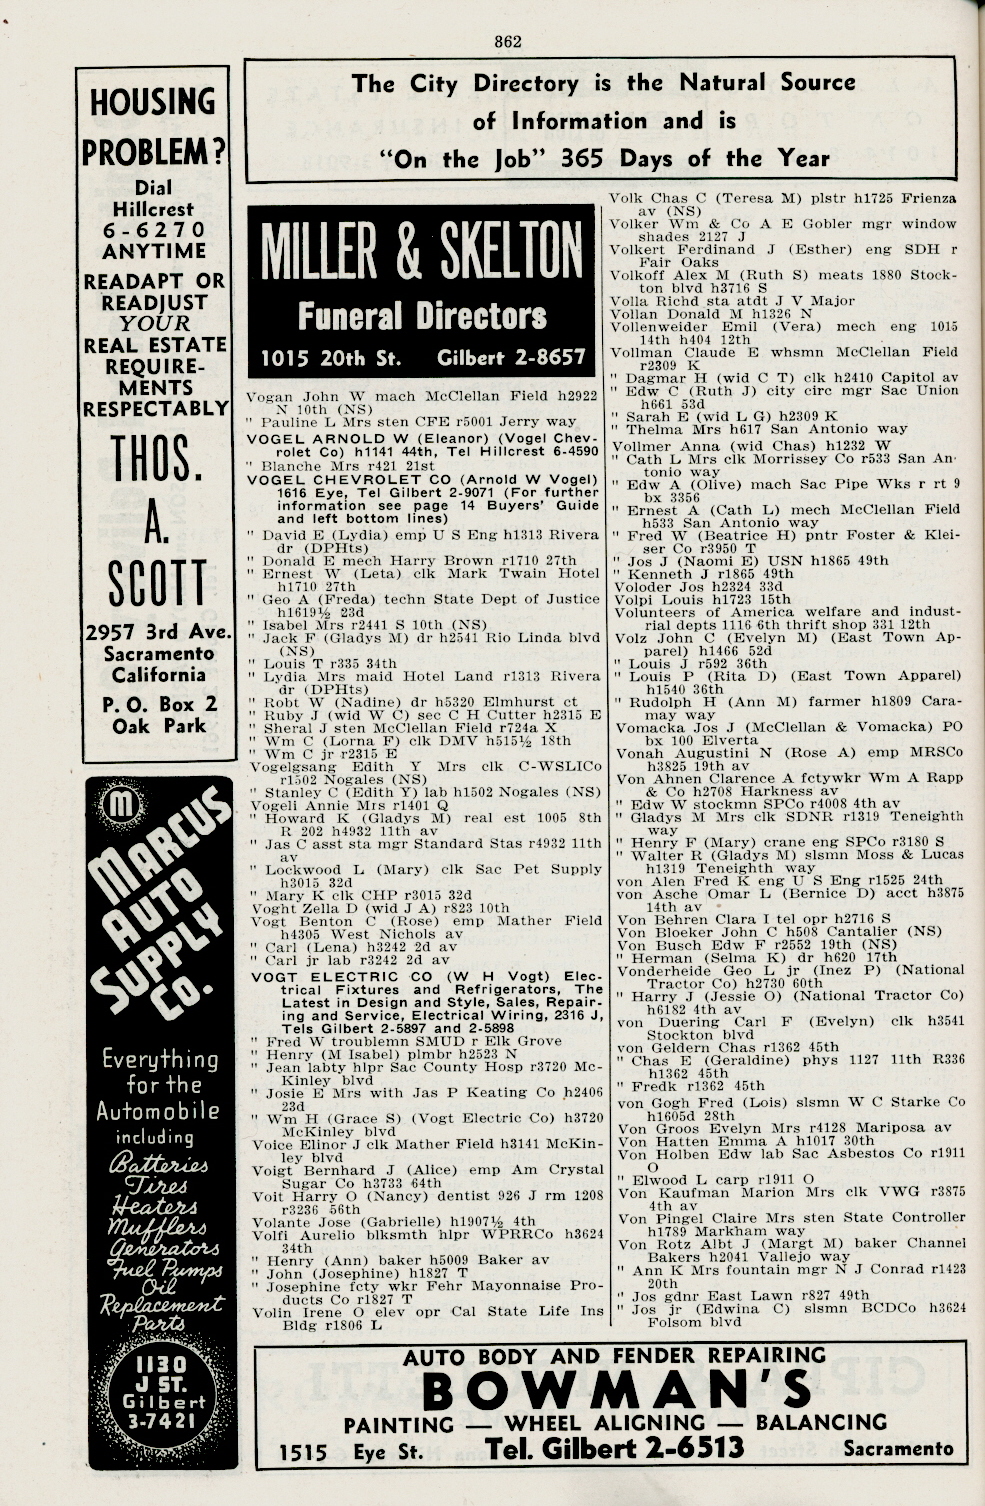 862
HOUSING
PROBLEM?
Dial
Hillcrest
6-6270
ANYTIME
READAPT OR
READJUST
YOUR
REAL ESTATE
REQUIRE-
MENTS
RESPECTABLY
THOS.
A.
SCOTT
2957 3rd Ave.
Sacramento
California
P. O. Box 2
Oak Park
MARCUS
AUTO
SUPPLY
CO.
Everything
for the
Automobile
including
Batteries
Tires
Heaters
Mufflers
Generators
Fuel Pumps
Oil
Replacement
Parts
1130
J ST.
Gilbert
3-7421
The City Directory is the Natural Source
of Information and is
"On the Job" 365 Days of the Year
MILLER & SKELTON
Funeral Directors
1015 20th St. Gilbert 2-8657
Vogan John W mach McClellan Field h2922
N 10th (NS)
" Pauline L Mrs sten CFE r5001 Jerry way
VOGEL ARNOLD W (Eleanor) (Vogel Chev-
rolet Co) h1141 44th, Tel Hillcrest 6-4590
" Blanche Mrs r421 21st
VOGEL CHEVROLET CO (Arnold W Vogel)
1616 Eye, Tel Gilbert 2-9071 (For further
information see page 14 Buyers' Guide
and left bottom lines)
" David E (Lydia) emp U S Eng h1313 Rivera
dr (DPHts)
" Donald E mech Harry Brown r1710 27th
" Ernest W (Leta) clk Mark Twain Hotel
h1710 27th
" Geo A (Freda) techn State Dept of Justice
h1619½ 23d
" Isabel Mrs r2441 S 10th (NS)
" Jack F (Gladys M) dr h2541 Rio Linda blvd
(NS)
" Louis T r335 34th
" Lydia Mrs maid Hotel Land r1313 Rivera
dr (DPHts)
" Robt W (Nadine) dr h5320 Elmhurst ct
" Ruby J (wid W C) sec C H Cutter h2315 E
" Sheral J sten McClellan Field r724a X
" Wm C (Lorna F) clk DMV h515½ 18th
" Wm C jr r2315 E
Vogelgsang Edith Y Mrs clk C-WSLICo
r1502 Nogales (NS)
" Stanley C (Edith Y) lab h1502 Nogales (NS)
Vogeli Annie Mrs r1401 Q
" Howard K (Gladys M) real est 1005 8th
R 202 h4932 11th av
" Jas C asst sta mgr Standard Stas r4932 11th
av
" Lockwood L (Mary) clk Sac Pet Supply
h3015 32d
" Mary K clk CHP r3015 32d
Voght Zella D (wid J A) r823 10th
Vogt Benton C (Rose) emp Mather Field
h4305 West Nichols av
" Carl (Lena) h3242 2d av
" Carl jr lab r3242 2d av
VOGT ELECTRIC CO (W H Vogt) Elec-
trical Fixtures and Refrigerators, The
Latest in Design and Style, Sales, Repair-
ing and Service, Electrical Wiring, 2316 J,
Tels Gilbert 2-5897 and 2-5898
" Fred W troublemn SMUD r Elk Grove
" Henry (M Isabel) plmbr h2523 N
" Jean labty hlpr Sac County Hosp r3720 Mc-
Kinley blvd
" Josie E Mrs with Jas P Keating Co h2406
23d
" Wm H (Grace S) (Vogt Electric Co) h3720
McKinley blvd
Voice Elinor J clk Mather Field h3141 McKin-
ley blvd
Voigt Bernhard J (Alice) emp Am Crystal
Sugar Co h3733 64th
Voit Harry O (Nancy) dentist 926 J rm 1208
r3236 56th
Volante Jose (Gabrielle) h1907½ 4th
Volfi Aurelio blksmth hlpr WPRRCo h3624
34th
" Henry (Ann) baker h5009 Baker av
" John (Josephine) h1827 T
" Josephine fcty wkr Fehr Mayonnaise Pro-
ducts Co r1827 T
Volin Irene O elev opr Cal State Life Ins
Bldg r1806 L
Volk Chas C (Teresa M) plstr h1725 Frienza
av (NS)
Volker Wm & Co A E Gobler mgr window
shades 2127 J
Volkert Ferdinand J (Esther) eng SDH r
Fair Oaks
Volkoff Alex M (Ruth S) meats 1880 Stock-
ton blvd h3716 S
Volla Richd sta atdt J V Major
Vollan Donald M h1326 N
Vollenweider Emil (Vera) mech eng 1015
14th h404 12th
Vollman Claude E whsmn McClellan Field
r2309 K
" Dagmar H (wid C T) clk h2410 Capitol av
" Edw C (Ruth J) city circ mgr Sac Union
h661 53d
" Sarah E (wid L G) h2309 K
" Thelma Mrs h617 San Antonio way
Vollmer Anna (wid Chas) h1232 W
" Cath L Mrs clk Morrissey Co r533 San An-
tonio way
" Edw A (Olive) mach Sac Pipe Wks r rt 9
bx 3356
" Ernest A (Cath L) mech McClellan Field
h533 San Antonio way
" Fred W (Beatrice H) pntr Foster & Klei-
ser Co r3950 T
" Jos J (Naomi E) USN h1865 49th
" Kenneth J r1865 49th
Voloder Jos h2324 33d
Volpi Louis h1723 15th
Volunteers of America welfare and indust-
rial depts 1116 6th thrift shop 331 12th
Volz John C (Evelyn M) (East Town Ap-
parel) h1466 52d
" Louis J r592 36th
" Louis P (Rita D) (East Town Apparel)
h1540 36th
" Rudolph H (Ann M) farmer h1809 Cara-
may way
Vomacka Jos J (McClellan & Vomacka) PO
bx 100 Elverta
Vonah Augustini N (Rose A) emp MRSCo
h3825 19th av
Von Ahnen Clarence A fctywkr Wm A Rapp
& Co h2708 Harkness av
" Edw W stockmn SPCo r4008 4th av
" Gladys M Mrs clk SDNR r1319 Teneighth
way
" Henry F (Mary) crane eng SPCo r3180 S
" Walter R (Gladys M) slsmn Moss & Lucas
h1319 Teneighth way
von Alen Fred K eng U S Eng r1525 24th
von Asche Omar L (Bernice D) acct h3875
14th av
Von Behren Clara I tel opr h2716 S
Von Bloeker John C h508 Cantalier (NS)
Von Busch Edw F r2552 19th (NS)
" Herman (Selma K) dr h620 17th
Vonderheide Geo L jr (Inez P) (National
Tractor Co) h2730 60th
" Harry J (Jessie O) (National Tractor Co)
h6182 4th av
von Duering Carl F (Evelyn) clk h3541
Stockton blvd
von Geldern Chas r1362 45th
" Chas E (Geraldine) phys 1127 11th R336
h1362 45th
" Fredk r1362 45th
von Gogh Fred (Lois) slsmn W C Starke Co
h1605d 28th
Von Groos Evelyn Mrs r4128 Mariposa av
Von Hatten Emma A h1017 30th
Von Holben Edw lab Sac Asbestos Co r1911
O
" Elwood L carp r1911 O
Von Kaufman Marion Mrs clk VWG r3875
4th av
Von Pingel Claire Mrs sten State Controller
h1789 Markham way
Von Rotz Albt J (Margt M) baker Channel
Bakers h2041 Vallejo way
" Ann K Mrs fountain mgr N J Conrad r1423
20th
" Jos gdnr East Lawn r827 49th
" Jos jr (Edwina C) slsmn BCDCo h3624
Folsom blvd
AUTO BODY AND FENDER REPAIRING
BOWMAN'S
PAINTING — WHEEL ALIGNING — BALANCING
1515 Eye St. Tel. Gilbert 2-6513 Sacramento